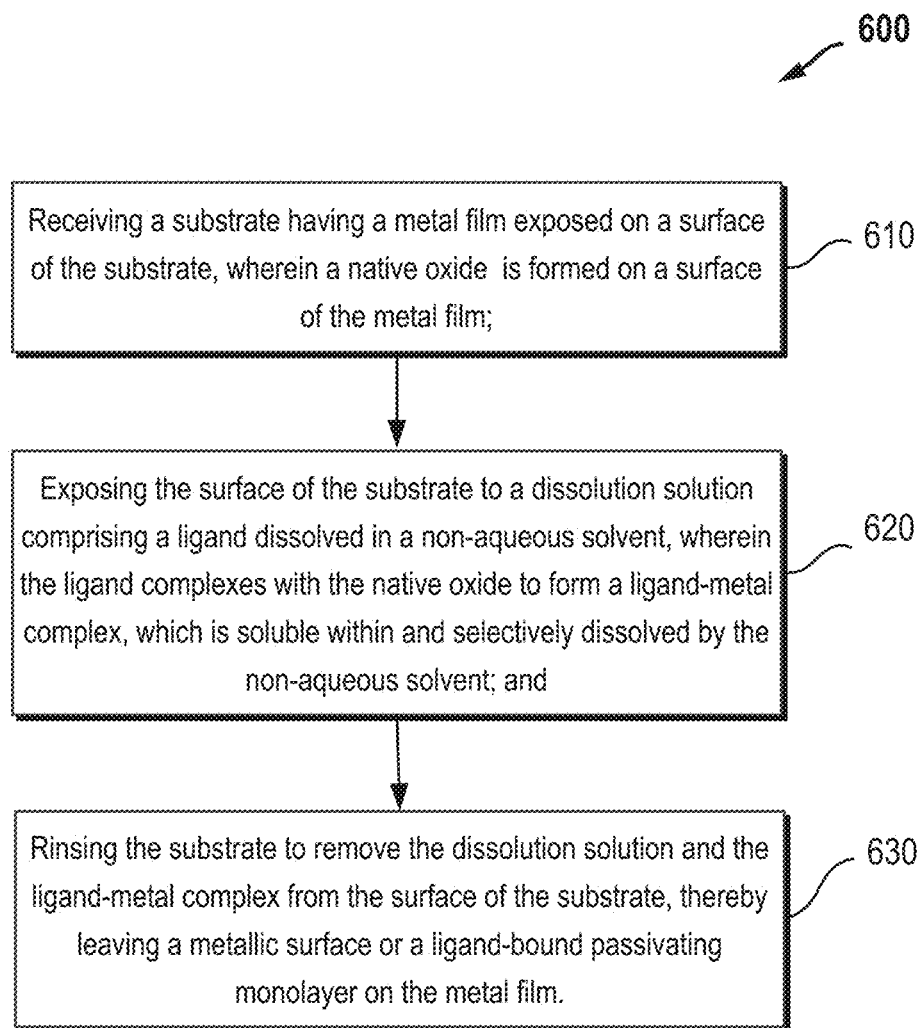 600
Receiving a substrate having a metal film exposed on a surface
of the substrate, wherein a native oxide is formed on a surface
of the metal film;
610
Exposing the surface of the substrate to a dissolution solution
comprising a ligand dissolved in a non-aqueous solvent, wherein
the ligand complexes with the native oxide to form a ligand-metal
complex, which is soluble within and selectively dissolved by the
non-aqueous solvent; and
620
Rinsing the substrate to remove the dissolution solution and the
ligand-metal complex from the surface of the substrate, thereby
leaving a metallic surface or a ligand-bound passivating
monolayer on the metal film.
630